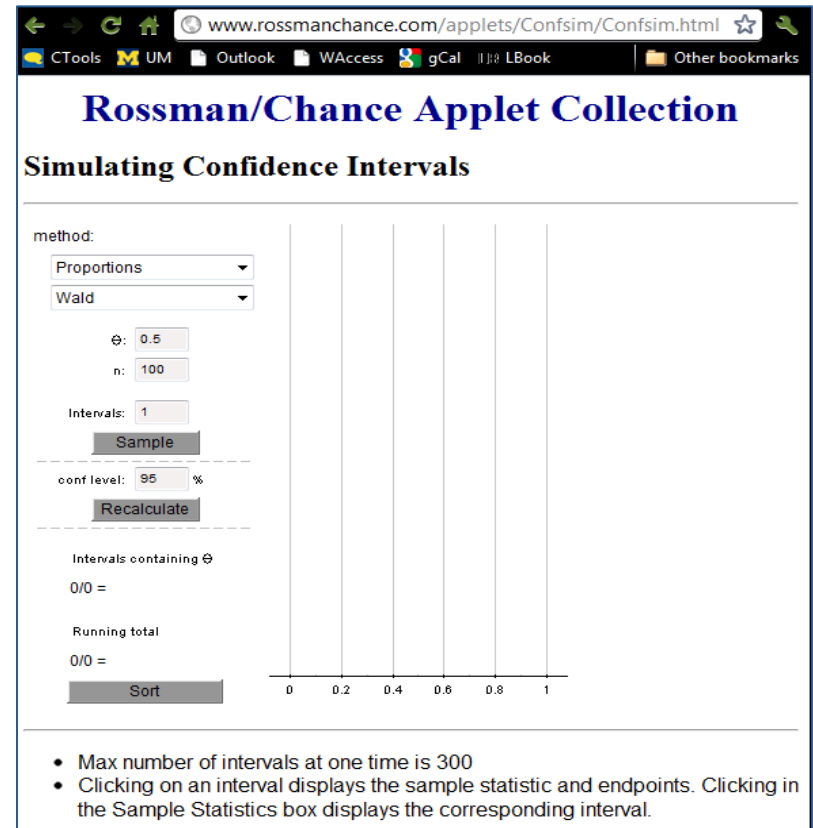 www.rossmanchance.com/applets/Confsim/Confsim.html
CTools UM Outlook WAccess gCal LBook Other bookmarks
Rossman/Chance Applet Collection
Simulating Confidence Intervals
method:
Proportions
Wald
θ: 0.5
n: 100
Intervals: 1
Sample
conf level: 95 %
Recalculate
Intervals containing θ
0/0 =
Running total
0/0 =
Sort
0 0.2 0.4 0.6 0.8 1
• Max number of intervals at one time is 300
• Clicking on an interval displays the sample statistic and endpoints. Clicking in
the Sample Statistics box displays the corresponding interval.